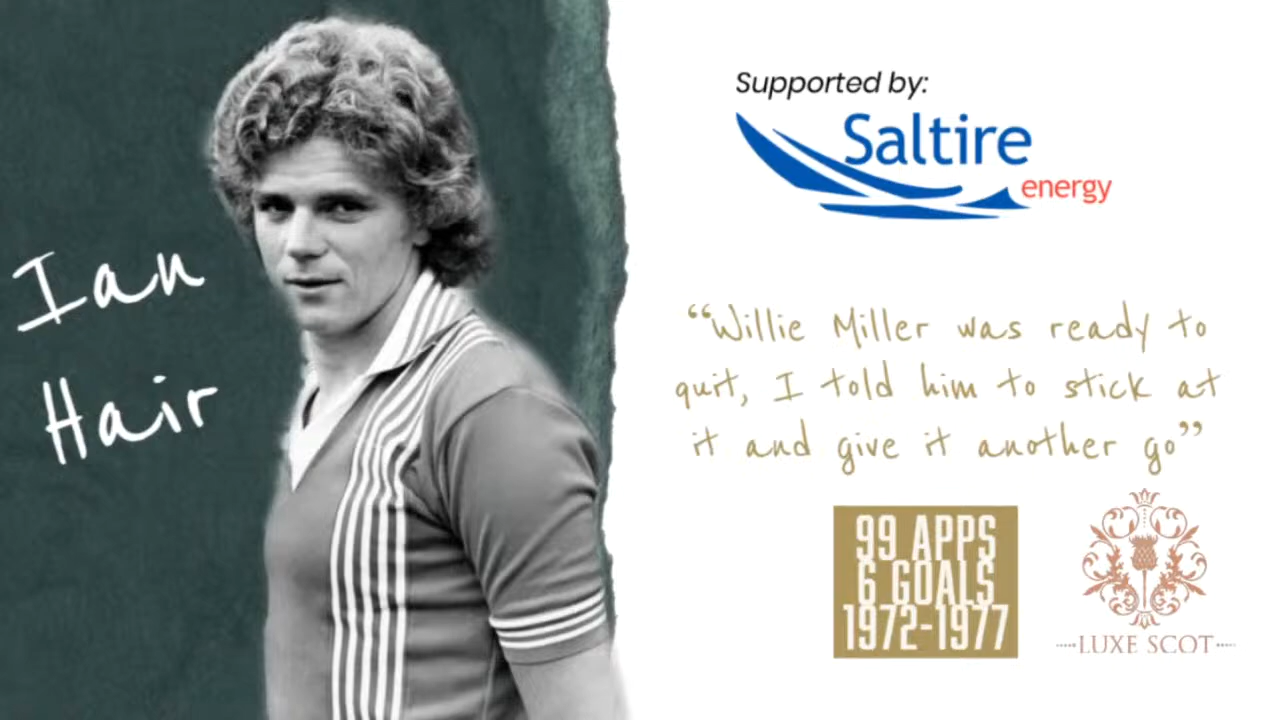 Ian
Hair
Supported by:
Saltire
energy
“Willie Miller was ready to
quit, I told him to stick at
it and give it another go”
99 APPS
6 GOALS
1972-1977
LUXE SCOT